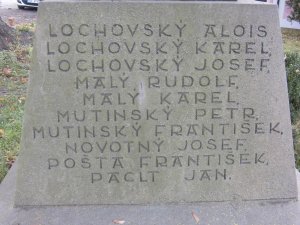 LOCHOVSKÝ ALOIS
LOCHOVSKÝ KAREL,
LOCHOVSKÝ JOSEF,
MALÝ, RUDOLF,
MALÝ, KAREL,
MUTINSKÝ PETR,
MUTINSKÝ FRANTIŠEK,
NOVOTNÝ JOSEF,
POŠTA FRANTIŠEK,
PACLT JAN.